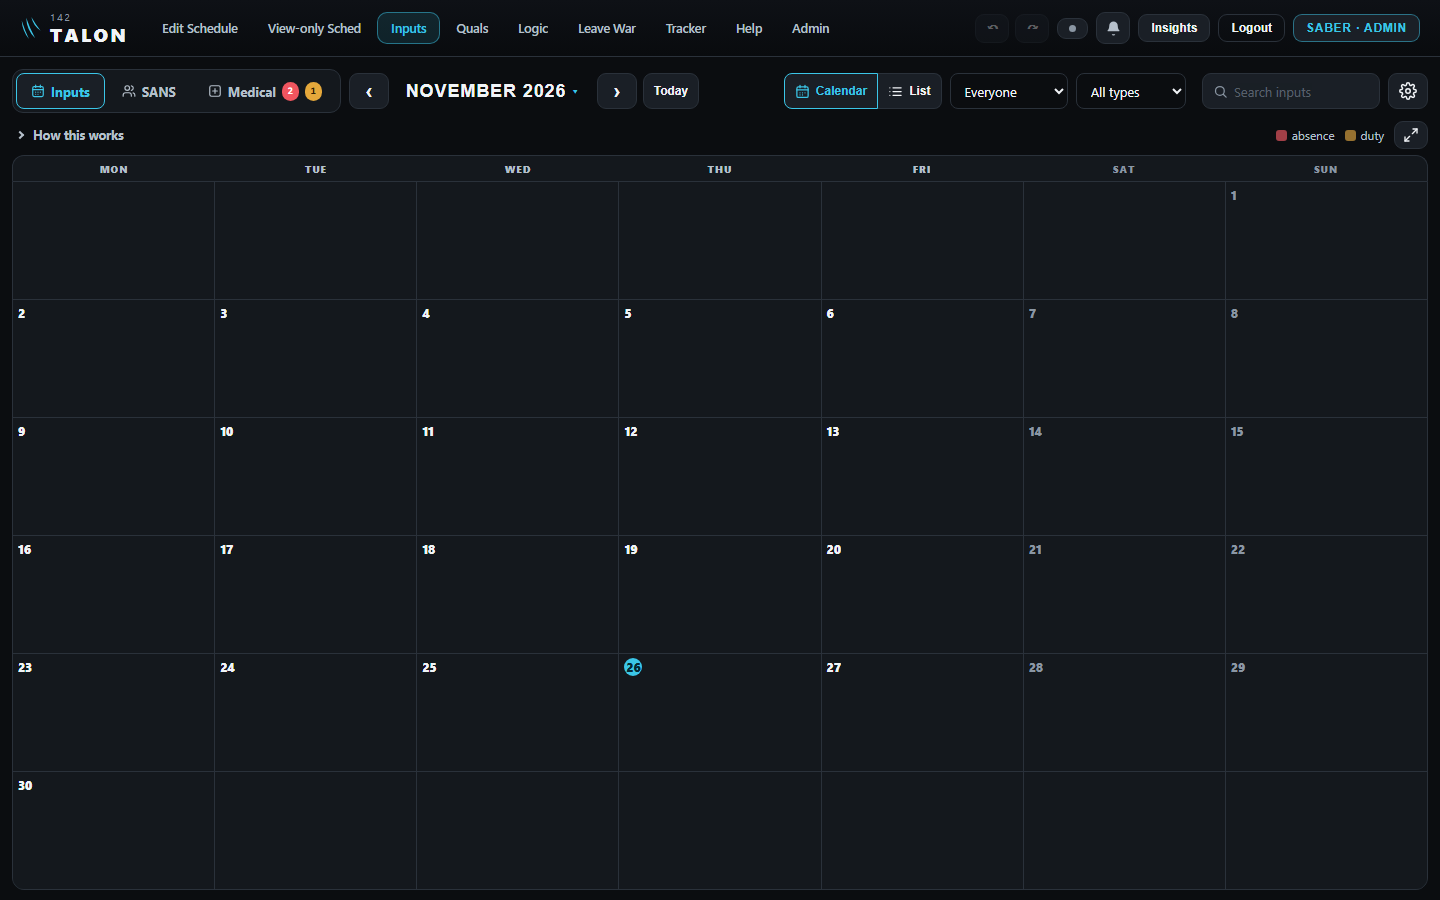 142
TALON
Edit Schedule View-only Sched Inputs Quals Logic Leave War Tracker Help Admin
Insights Logout SABER · ADMIN
Inputs SANS Medical 2 1
‹ NOVEMBER 2026 › Today
Calendar List Everyone All types Search inputs
How this works
absence duty
MON TUE WED THU FRI SAT SUN
1
2 3 4 5 6 7 8
9 10 11 12 13 14 15
16 17 18 19 20 21 22
23 24 25 26 27 28 29
30